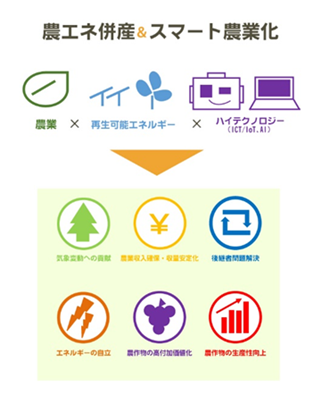 農エネ併産&スマート農業化
農業 × 再生可能エネルギー × ハイテクノロジー
(ICT/IoT.AI)
気象変動への貢献
農業収入確保・収量安定化
後継者問題解決
エネルギーの自立
農作物の高付加価値化
農作物の生産性向上